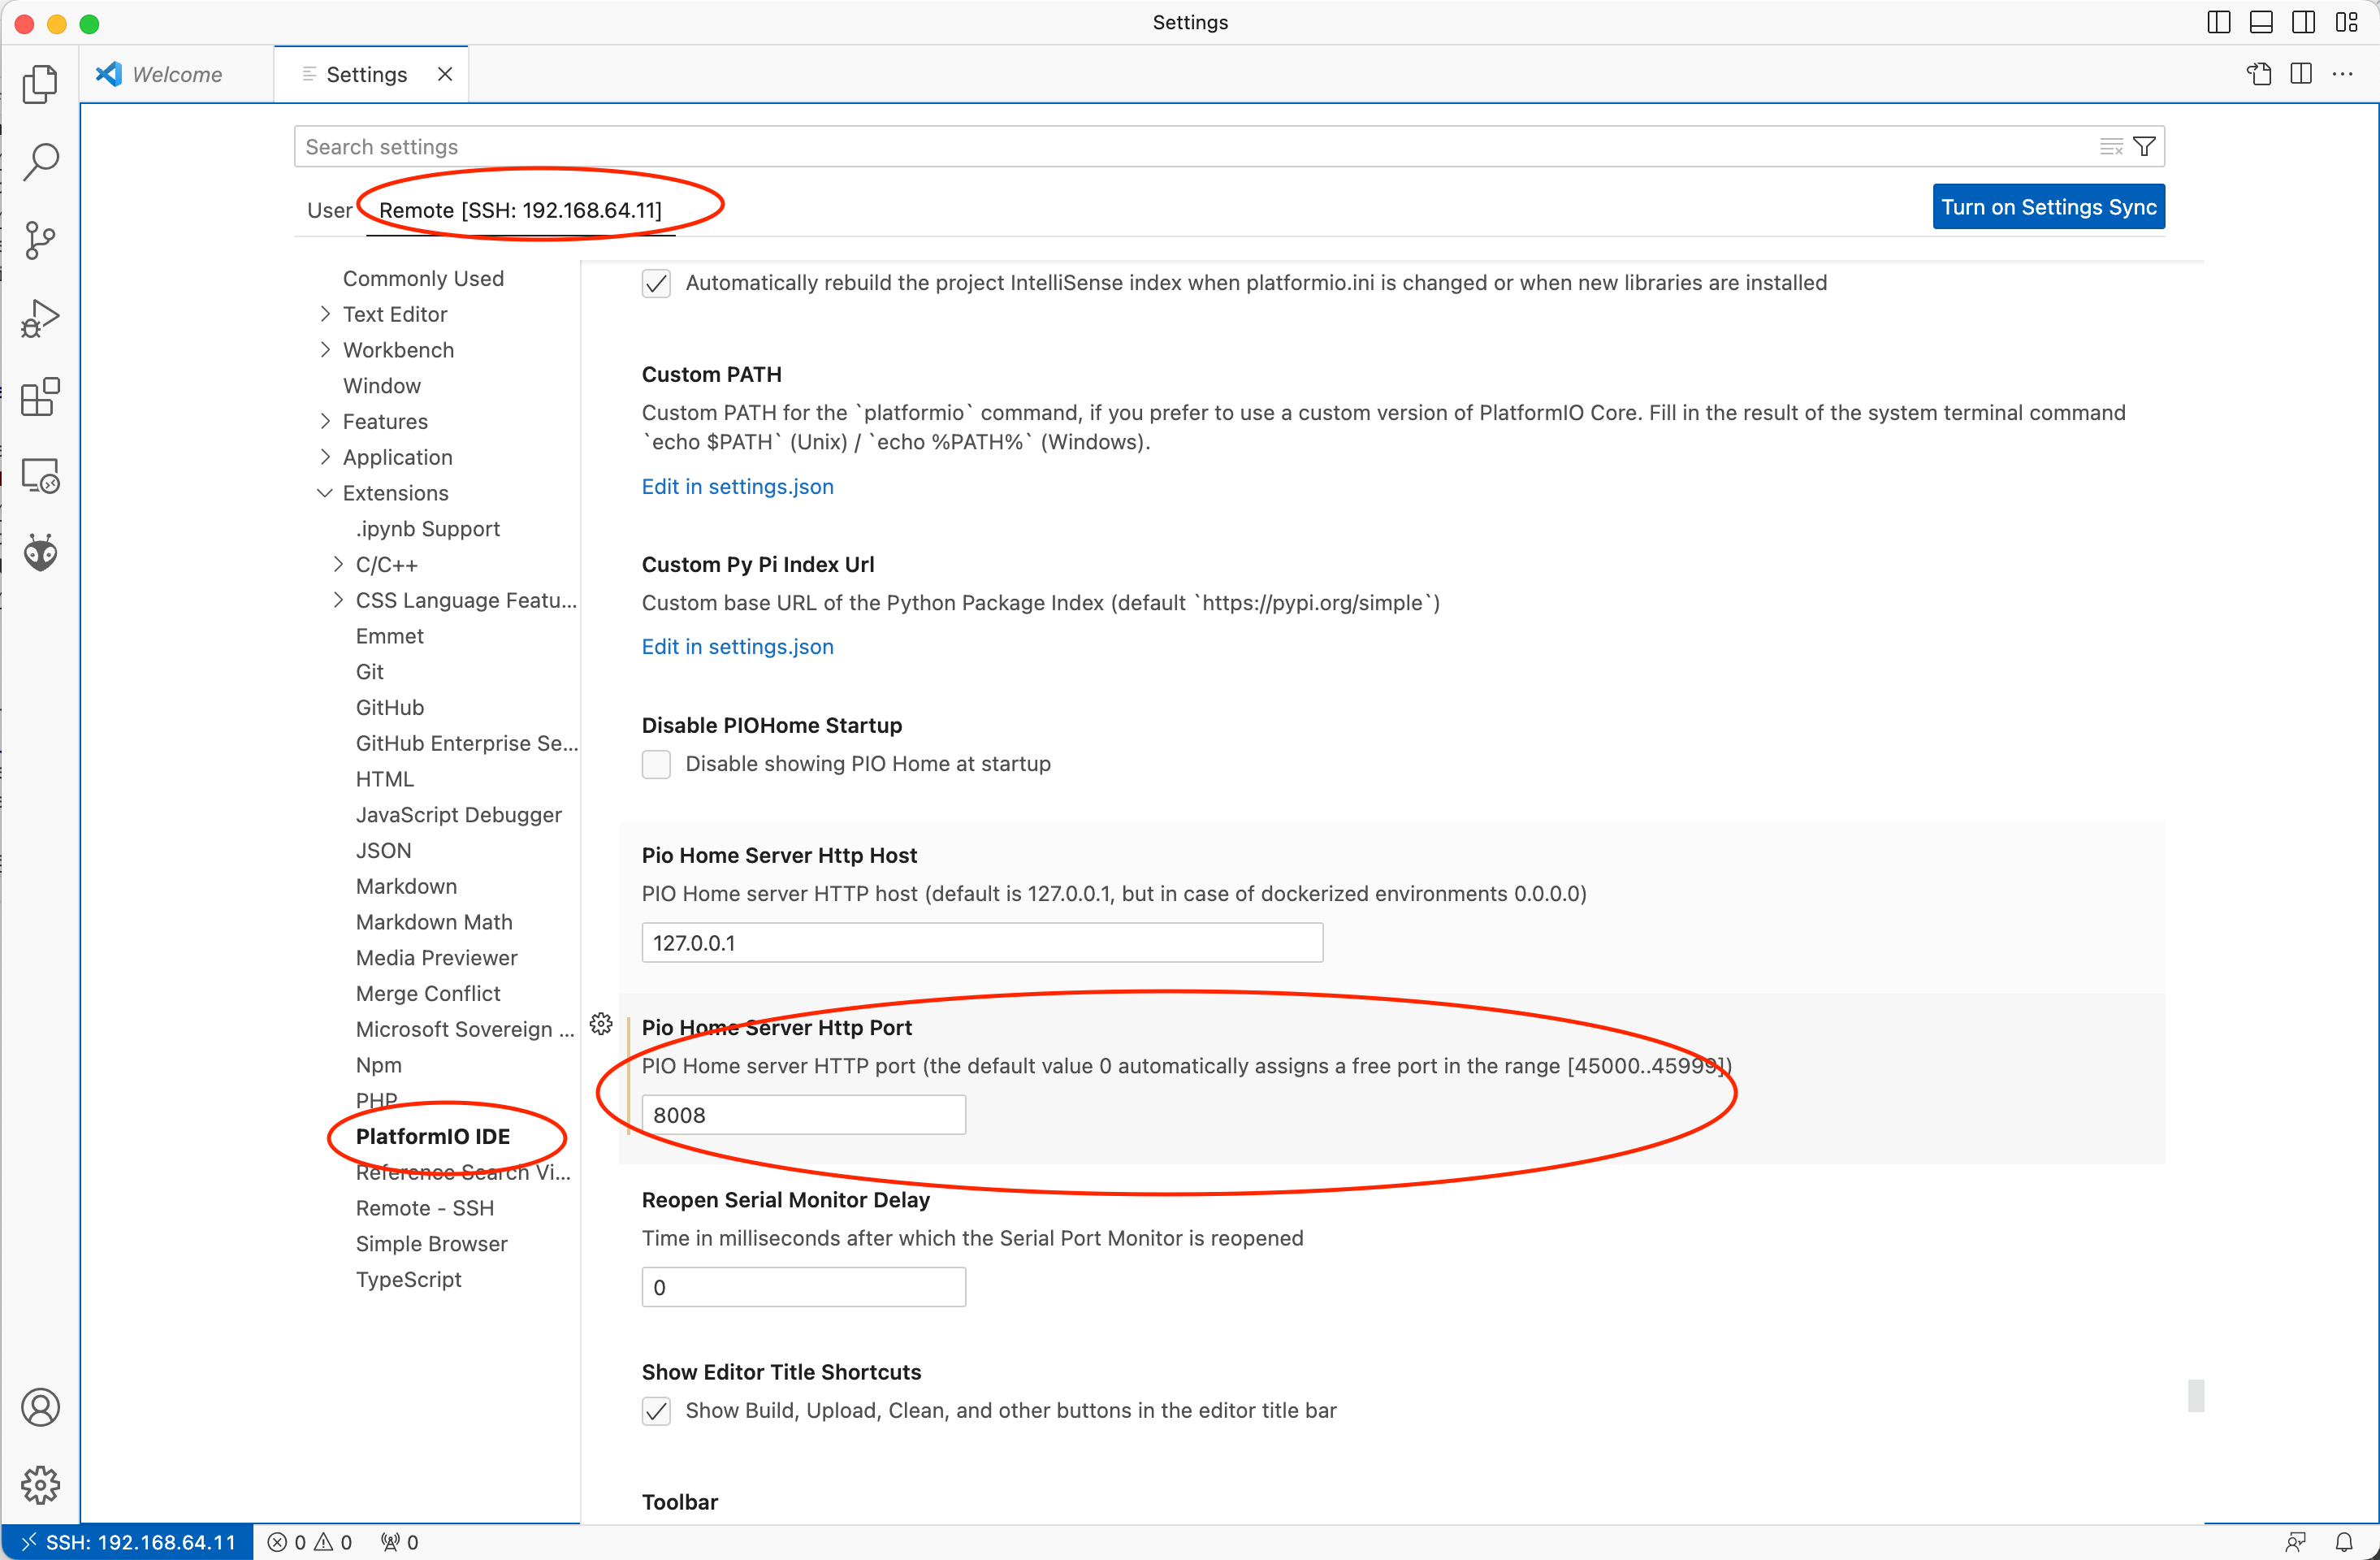 Settings
Welcome
Settings
Search settings
User
Remote [SSH: 192.168.64.11]
Turn on Settings Sync
Commonly Used
Text Editor
Workbench
Window
Features
Application
Extensions
.ipynb Support
C/C++
CSS Language Featu...
Emmet
Git
GitHub
GitHub Enterprise Se...
HTML
JavaScript Debugger
JSON
Markdown
Markdown Math
Media Previewer
Merge Conflict
Microsoft Sovereign ...
Npm
PHP
PlatformIO IDE
Reference Search Vi...
Remote - SSH
Simple Browser
TypeScript
Automatically rebuild the project IntelliSense index when platformio.ini is changed or when new libraries are installed
Custom PATH
Custom PATH for the `platformio` command, if you prefer to use a custom version of PlatformIO Core. Fill in the result of the system terminal command
`echo $PATH` (Unix) / `echo %PATH%` (Windows).
Edit in settings.json
Custom Py Pi Index Url
Custom base URL of the Python Package Index (default `https://pypi.org/simple`)
Edit in settings.json
Disable PIOHome Startup
Disable showing PIO Home at startup
Pio Home Server Http Host
PIO Home server HTTP host (default is 127.0.0.1, but in case of dockerized environments 0.0.0.0)
127.0.0.1
Pio Home Server Http Port
PIO Home server HTTP port (the default value 0 automatically assigns a free port in the range [45000..45999])
8008
Reopen Serial Monitor Delay
Time in milliseconds after which the Serial Port Monitor is reopened
0
Show Editor Title Shortcuts
Show Build, Upload, Clean, and other buttons in the editor title bar
Toolbar
SSH: 192.168.64.11
0
0
0